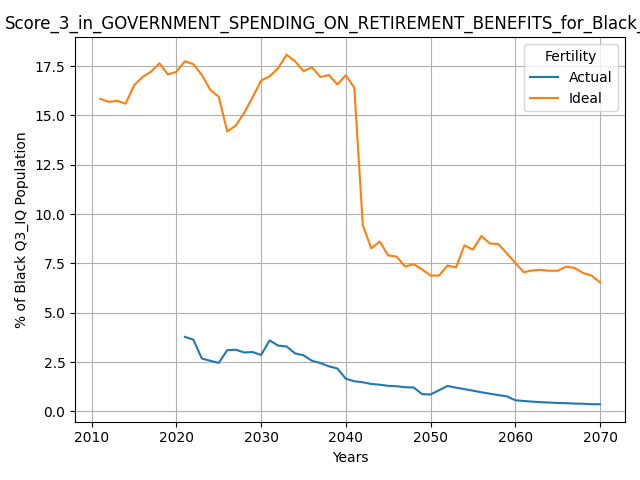 Score_3_in_GOVERNMENT_SPENDING_ON_RETIREMENT_BENEFITS_for_Black_
17.5
15.0
12.5
10.0
7.5
5.0
2.5
0.0
% of Black Q3_IQ Population
Fertility
Actual
Ideal
2010 2020 2030 2040 2050 2060 2070
Years